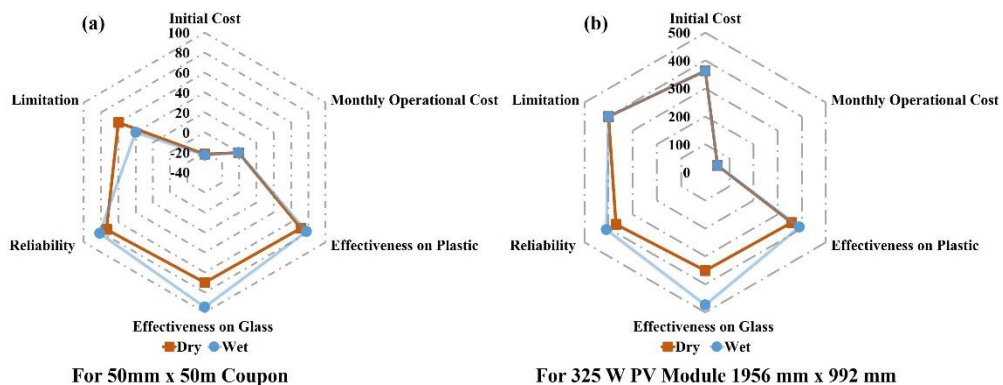 (a)
Initial Cost
100
80
60
40
20
0
-20
-40
Monthly Operational Cost
Effectiveness on Plastic
Effectiveness on Glass
Reliability
Limitation
Dry Wet
For 50mm x 50m Coupon
(b)
Initial Cost
500
400
300
200
100
0
Monthly Operational Cost
Effectiveness on Plastic
Effectiveness on Glass
Reliability
Limitation
Dry Wet
For 325 W PV Module 1956 mm x 992 mm